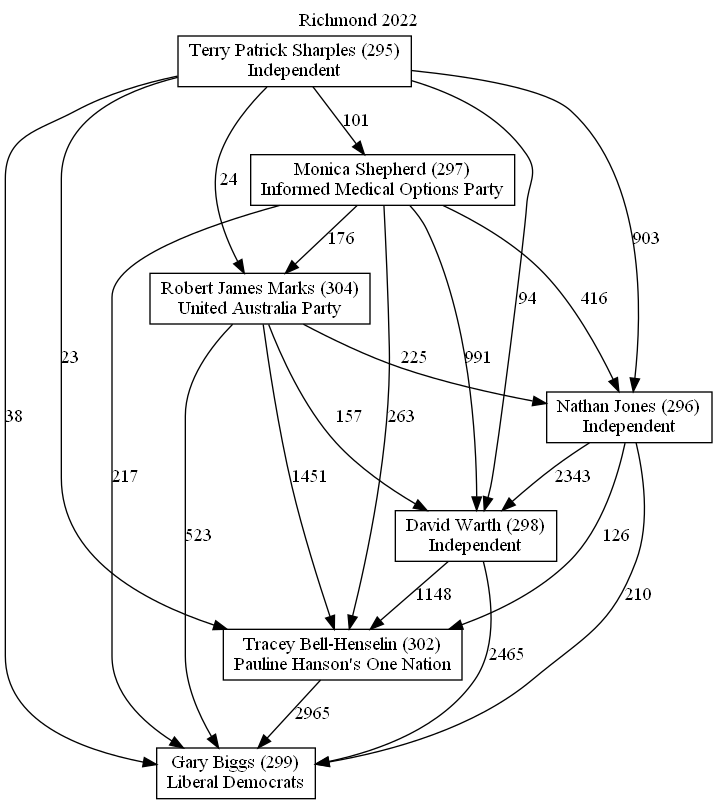 Richmond 2022
Terry Patrick Sharples (295)
Independent
101
Monica Shepherd (297)
Informed Medical Options Party
24
176
903
Robert James Marks (304)
United Australia Party
94
416
23
225
991
Nathan Jones (296)
Independent
38
157
263
217
1451
2343
David Warth (298)
Independent
523
126
1148
210
Tracey Bell-Henselin (302)
Pauline Hanson's One Nation
2465
2965
Gary Biggs (299)
Liberal Democrats